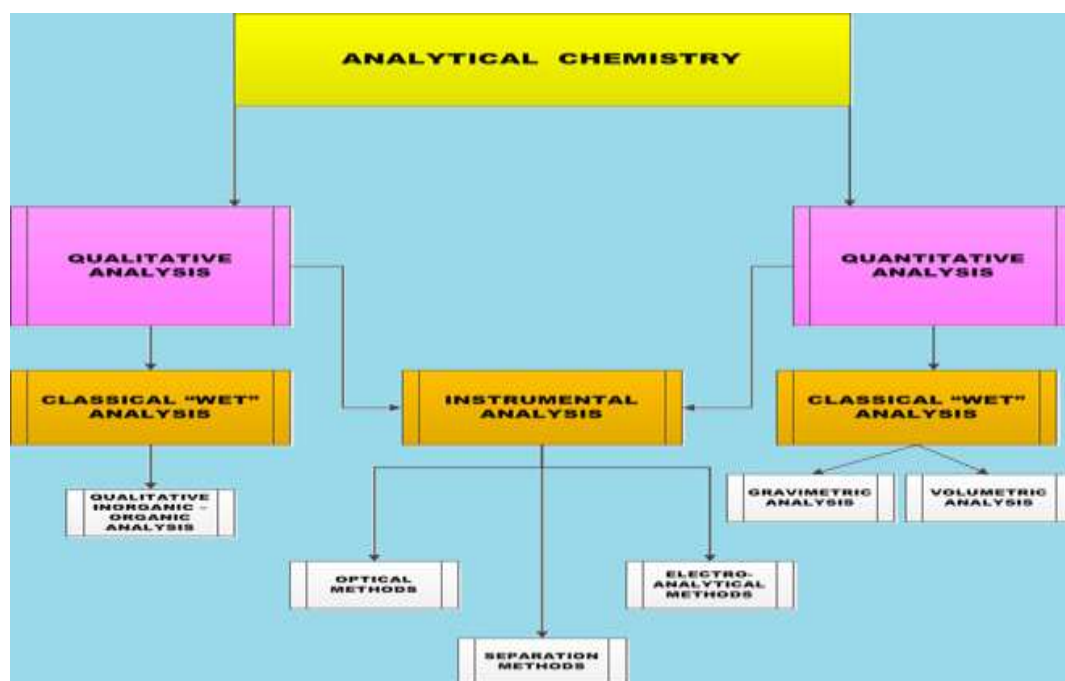 ANALYTICAL CHEMISTRY
QUALITATIVE
ANALYSIS
QUANTITATIVE
ANALYSIS
CLASSICAL “WET”
ANALYSIS
INSTRUMENTAL
ANALYSIS
CLASSICAL “WET”
ANALYSIS
QUALITATIVE
INORGANIC –
ORGANIC
ANALYSIS
GRAVIMETRIC
ANALYSIS
VOLUMETRIC
ANALYSIS
OPTICAL
METHODS
ELECTRO-
ANALYTICAL
METHODS
SEPARATION
METHODS